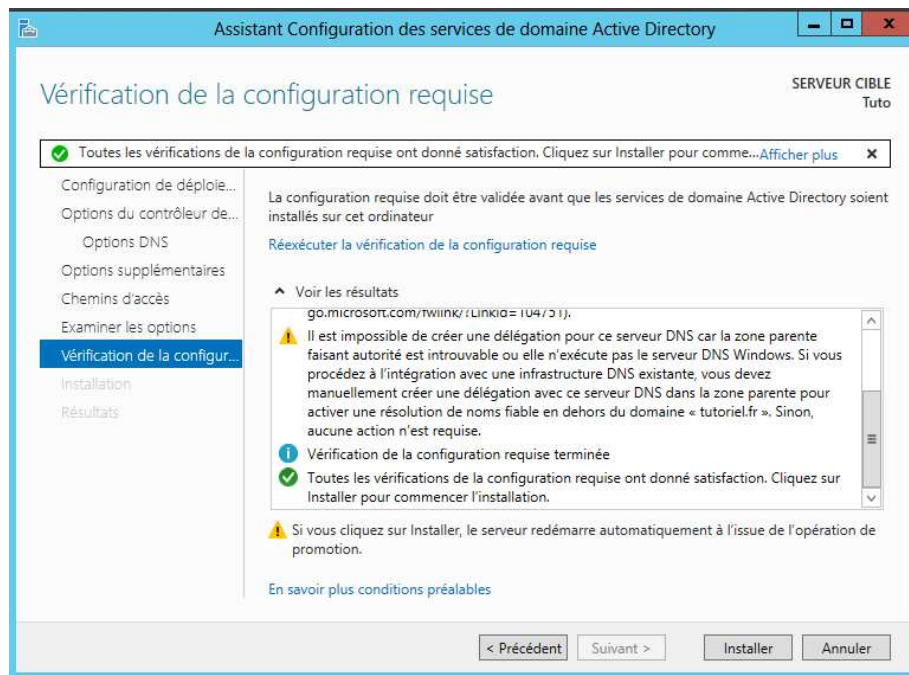 Assistant Configuration des services de domaine Active Directory
Vérification de la configuration requise
SERVEUR CIBLE
Tuto
Toutes les vérifications de la configuration requise ont donné satisfaction. Cliquez sur Installer pour comme...Afficher plus
Configuration de déploie...
Options du contrôleur de...
Options DNS
Options supplémentaires
Chemins d'accès
Examiner les options
Vérification de la configur...
Installation
Résultats
La configuration requise doit être validée avant que les services de domaine Active Directory soient
installés sur cet ordinateur
Réexécuter la vérification de la configuration requise
Voir les résultats
go.microsoft.com/fwlink/?LinkId=104751).
Il est impossible de créer une délégation pour ce serveur DNS car la zone parente
faisant autorité est introuvable ou elle n'exécute pas le serveur DNS Windows. Si vous
procédez à l'intégration avec une infrastructure DNS existante, vous devez
manuellement créer une délégation avec ce serveur DNS dans la zone parente pour
activer une résolution de noms fiable en dehors du domaine « tutoriel.fr ». Sinon,
aucune action n'est requise.
Vérification de la configuration requise terminée
Toutes les vérifications de la configuration requise ont donné satisfaction. Cliquez sur
Installer pour commencer l'installation.
Si vous cliquez sur Installer, le serveur redémarre automatiquement à l'issue de l'opération de
promotion.
En savoir plus conditions préalables
< Précédent
Suivant >
Installer
Annuler